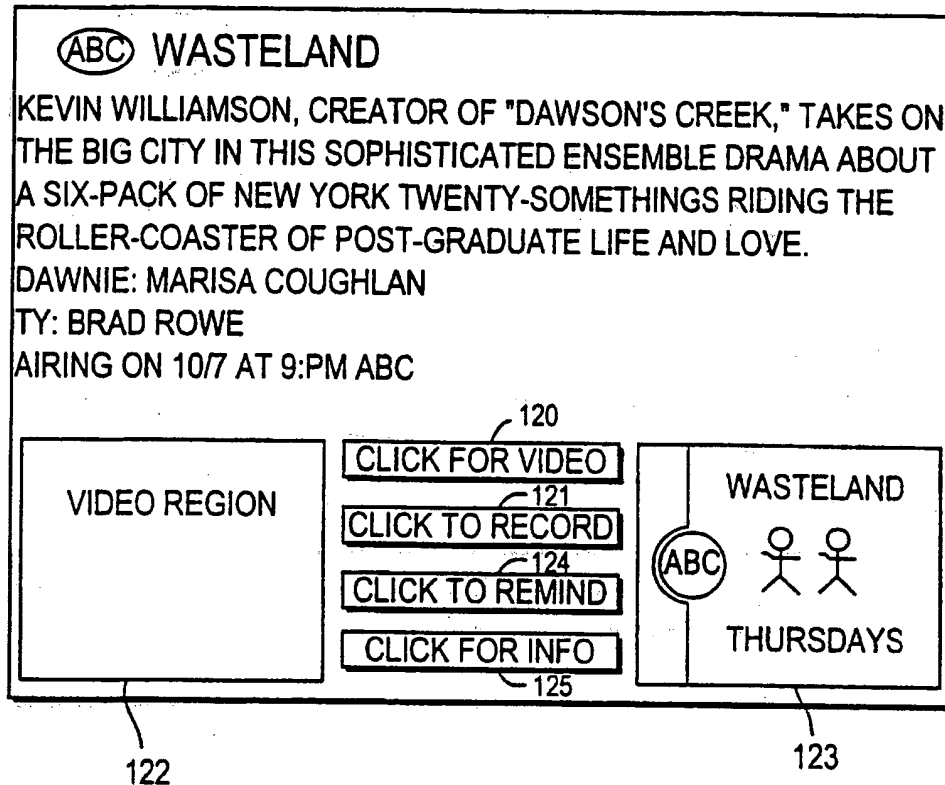 ABC WASTELAND
KEVIN WILLIAMSON, CREATOR OF "DAWSON'S CREEK," TAKES ON
THE BIG CITY IN THIS SOPHISTICATED ENSEMBLE DRAMA ABOUT
A SIX-PACK OF NEW YORK TWENTY-SOMETHINGS RIDING THE
ROLLER-COASTER OF POST-GRADUATE LIFE AND LOVE.
DAWNIE: MARISA COUGHLAN
TY: BRAD ROWE
AIRING ON 10/7 AT 9:PM ABC
VIDEO REGION
120
CLICK FOR VIDEO
121
CLICK TO RECORD
124
CLICK TO REMIND
CLICK FOR INFO
125
WASTELAND
ABC
THURSDAYS
122
123